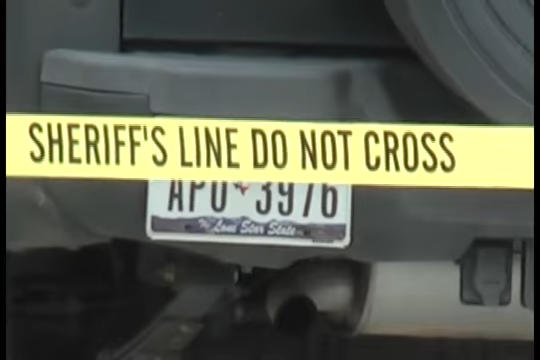 SHERIFF'S LINE DO NOT CROSS
APU 3976
The Lone Star State